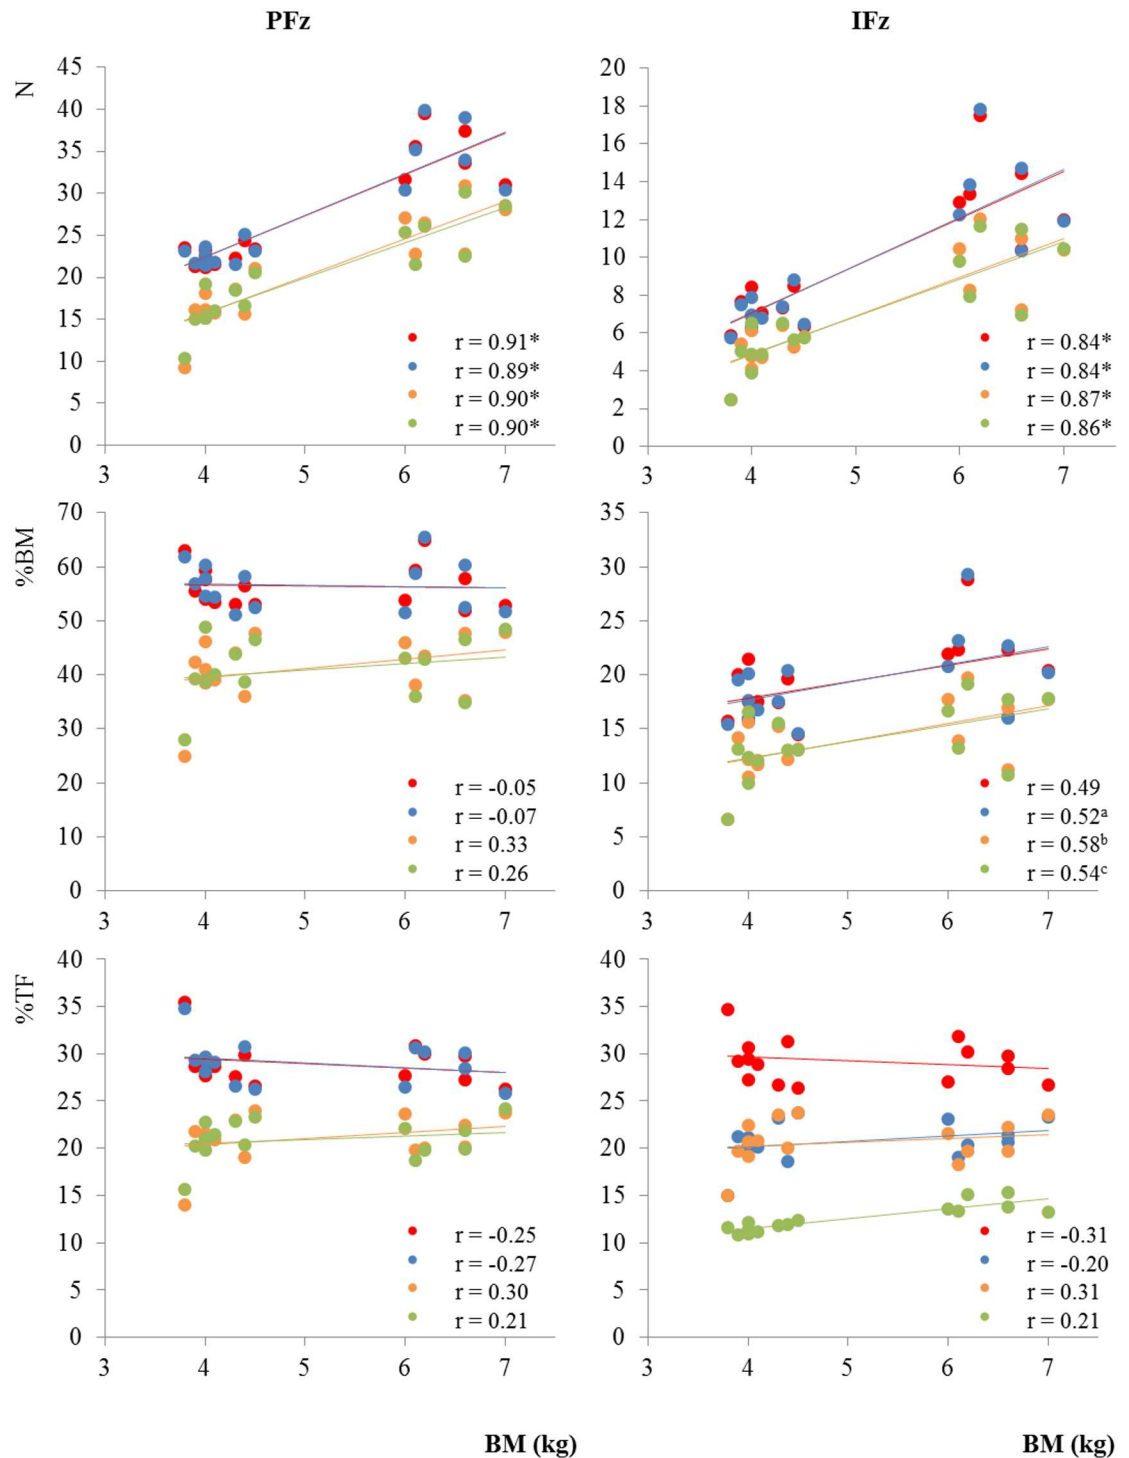 PFz
IFz
N
45
40
35
30
25
20
15
10
5
0
3
4
5
6
7
r = 0.91*
r = 0.89*
r = 0.90*
r = 0.90*
20
18
16
14
12
10
8
6
4
2
0
3
4
5
6
7
r = 0.84*
r = 0.84*
r = 0.87*
r = 0.86*
%BM
70
60
50
40
30
20
10
0
3
4
5
6
7
r = -0.05
r = -0.07
r = 0.33
r = 0.26
35
30
25
20
15
10
5
0
3
4
5
6
7
r = 0.49
r = 0.52ᵃ
r = 0.58ᵇ
r = 0.54ᶜ
%TF
40
35
30
25
20
15
10
5
0
3
4
5
6
7
r = -0.25
r = -0.27
r = 0.30
r = 0.21
40
35
30
25
20
15
10
5
0
3
4
5
6
7
r = -0.31
r = -0.20
r = 0.31
r = 0.21
BM (kg)
BM (kg)